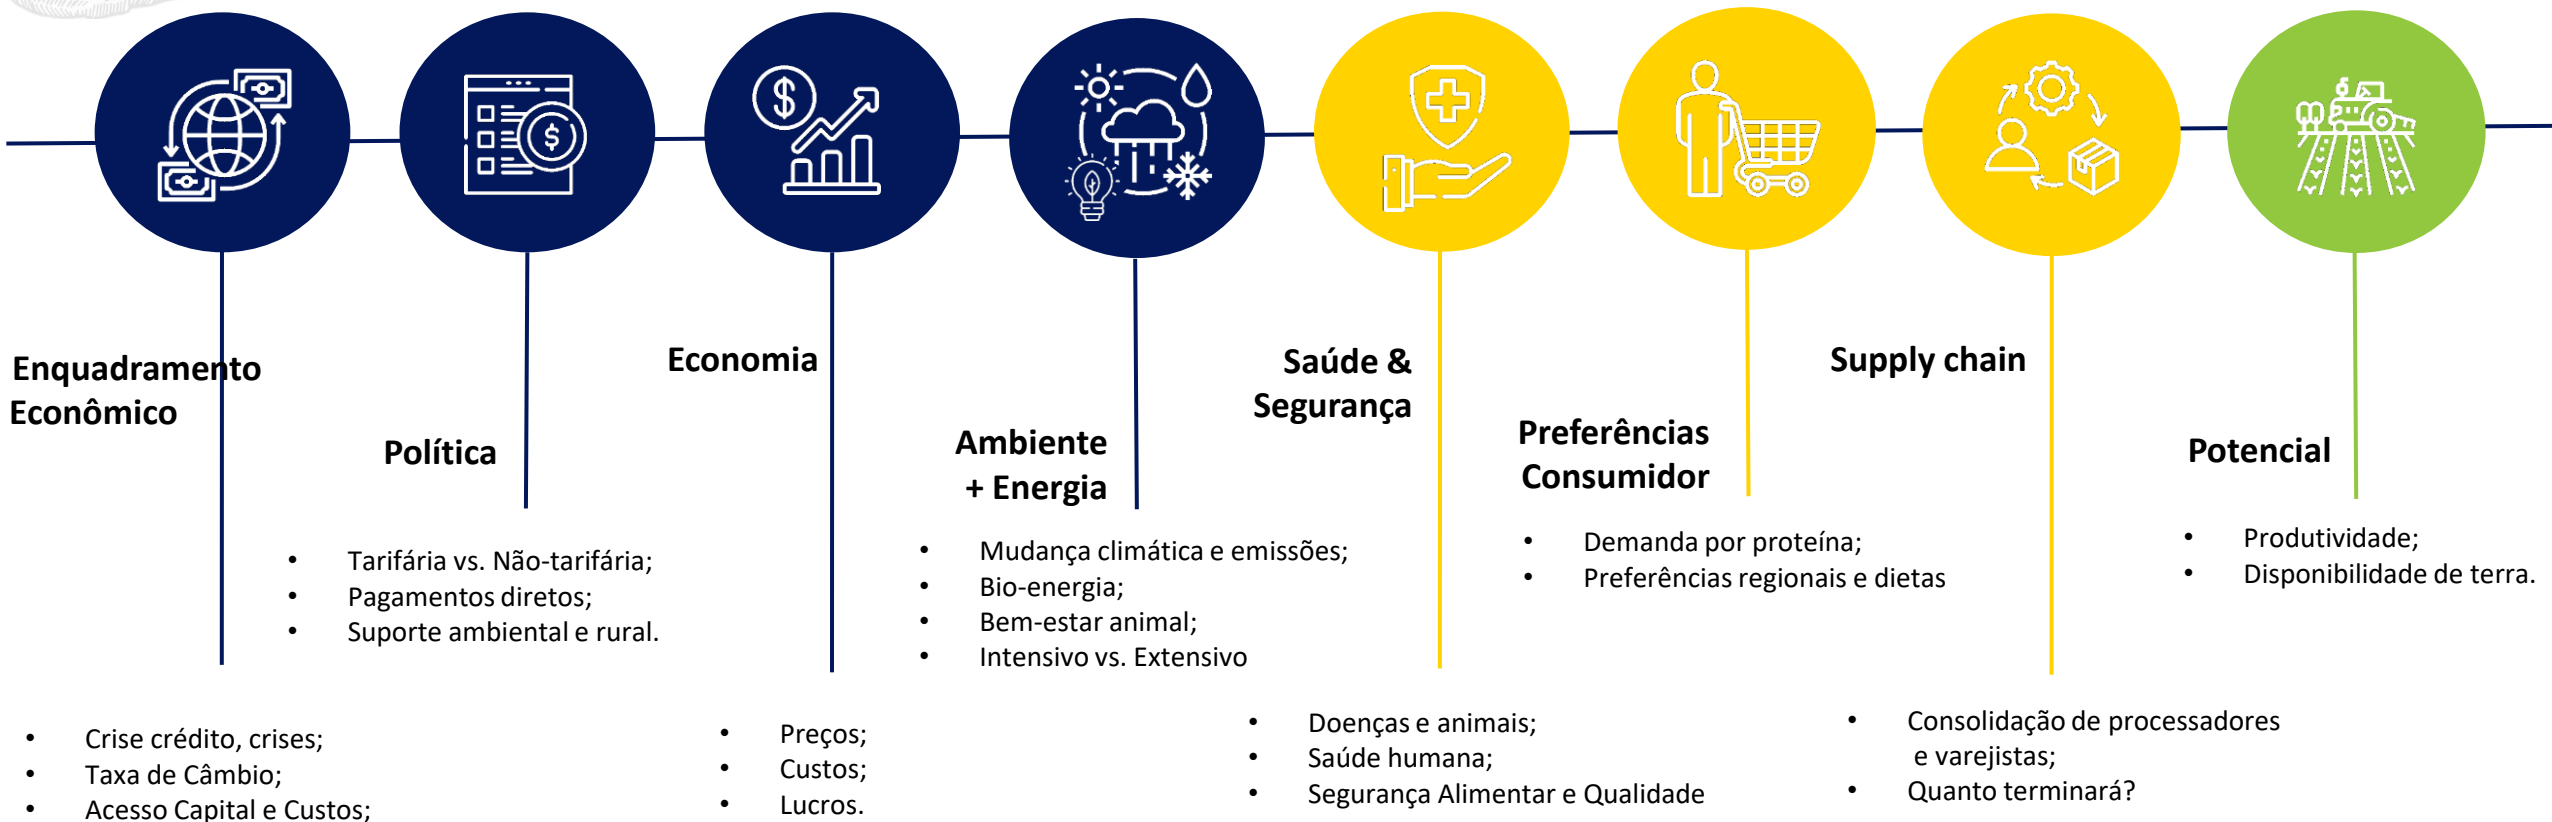 Enquadramento
Econômico
• Crise crédito, crises;
• Taxa de Câmbio;
• Acesso Capital e Custos;
Política
• Tarifária vs. Não-tarifária;
• Pagamentos diretos;
• Suporte ambiental e rural.
Economia
• Preços;
• Custos;
• Lucros.
Ambiente
+ Energia
• Mudança climática e emissões;
• Bio-energia;
• Bem-estar animal;
• Intensivo vs. Extensivo
Saúde &
Segurança
• Doenças e animais;
• Saúde humana;
• Segurança Alimentar e Qualidade
Preferências
Consumidor
• Demanda por proteína;
• Preferências regionais e dietas
Supply chain
• Consolidação de processadores
e varejistas;
• Quanto terminará?
Potencial
• Produtividade;
• Disponibilidade de terra.
$
$